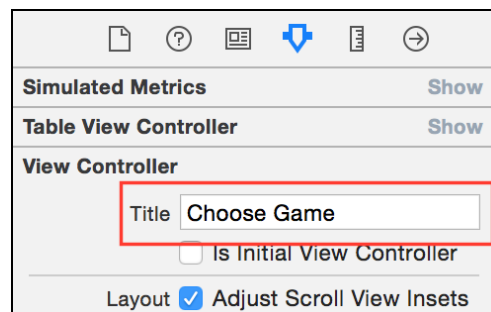 Simulated Metrics Show
Table View Controller Show
View Controller
Title Choose Game
Is Initial View Controller
Layout Adjust Scroll View Insets